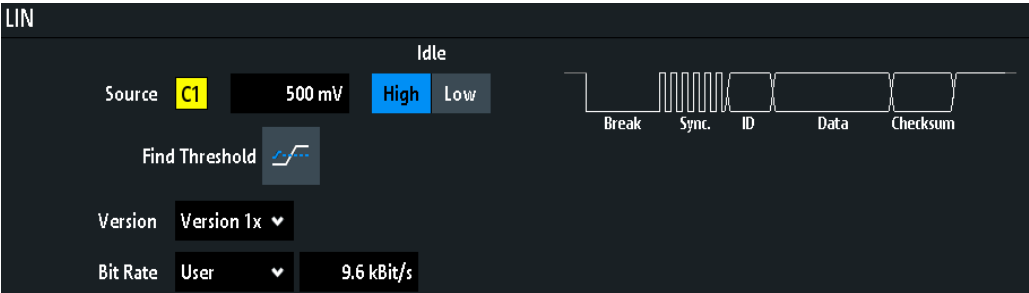 LIN
Idle
Source C1 500 mV High Low
Break Sync. ID Data Checksum
Find Threshold
Version Version 1x
Bit Rate User 9.6 kBit/s